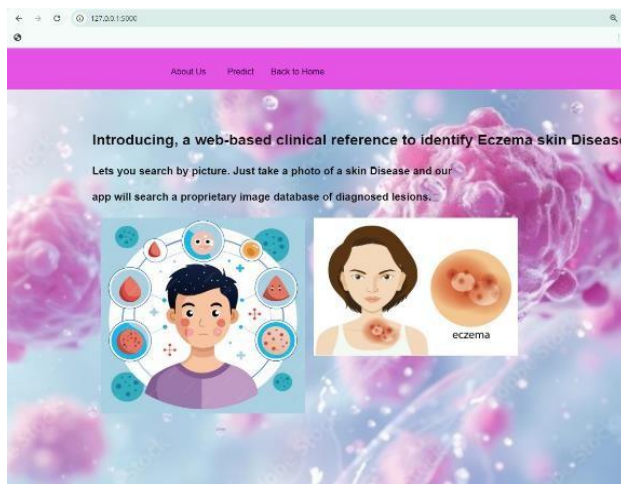 127.0.0.1:5000
About Us Predict Back to Home
Introducing, a web-based clinical reference to identify Eczema skin Disease
Lets you search by picture. Just take a photo of a skin Disease and our
app will search a proprietary image database of diagnosed lesions.
eczema